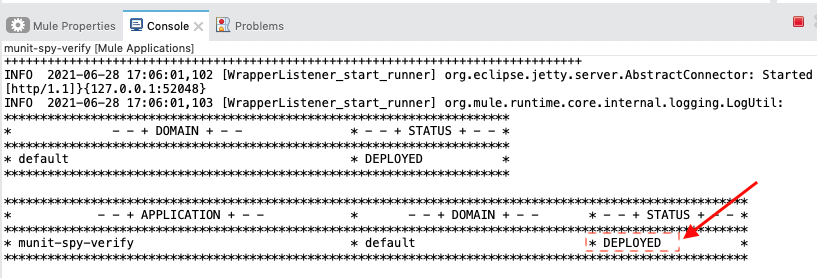 Mule Properties Console Problems
munit-spy-verify [Mule Applications]
++++++++++++++++++++++++++++++++++++++++++++++++++++++++++++++++++++++++++++++++++
INFO  2021-06-28 17:06:01,102 [WrapperListener_start_runner] org.eclipse.jetty.server.AbstractConnector: Started
[http/1.1]}{127.0.0.1:52048}
INFO  2021-06-28 17:06:01,103 [WrapperListener_start_runner] org.mule.runtime.core.internal.logging.LogUtil:
*************************************************************************
*              - - + DOMAIN + - -               * - - + STATUS + - - *
*************************************************************************
* default                                       * DEPLOYED           *
*************************************************************************
*******************************************************************************************************
*            - - + APPLICATION + - -            *       - - + DOMAIN + - -       * - - + STATUS + - - *
*******************************************************************************************************
* munit-spy-verify                              * default                        * DEPLOYED           *
*******************************************************************************************************